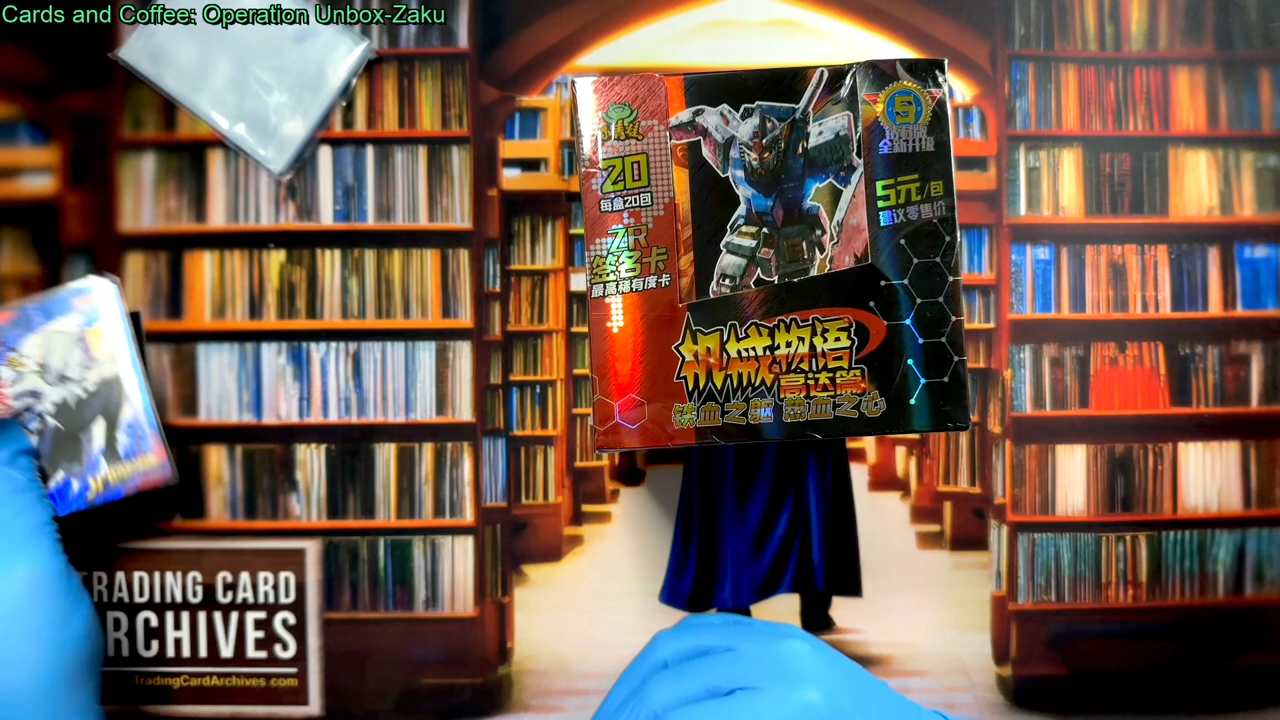 Cards and Coffee: Operation Unbox-Zaku
20
每盒20回
ZR
签名卡
最高稀有度卡
5
全新升级
5元/包
建议零售价
机械物语
高达篇
铁血之躯 热血之心
TRADING CARD
ARCHIVES
TradingCardArchives.com